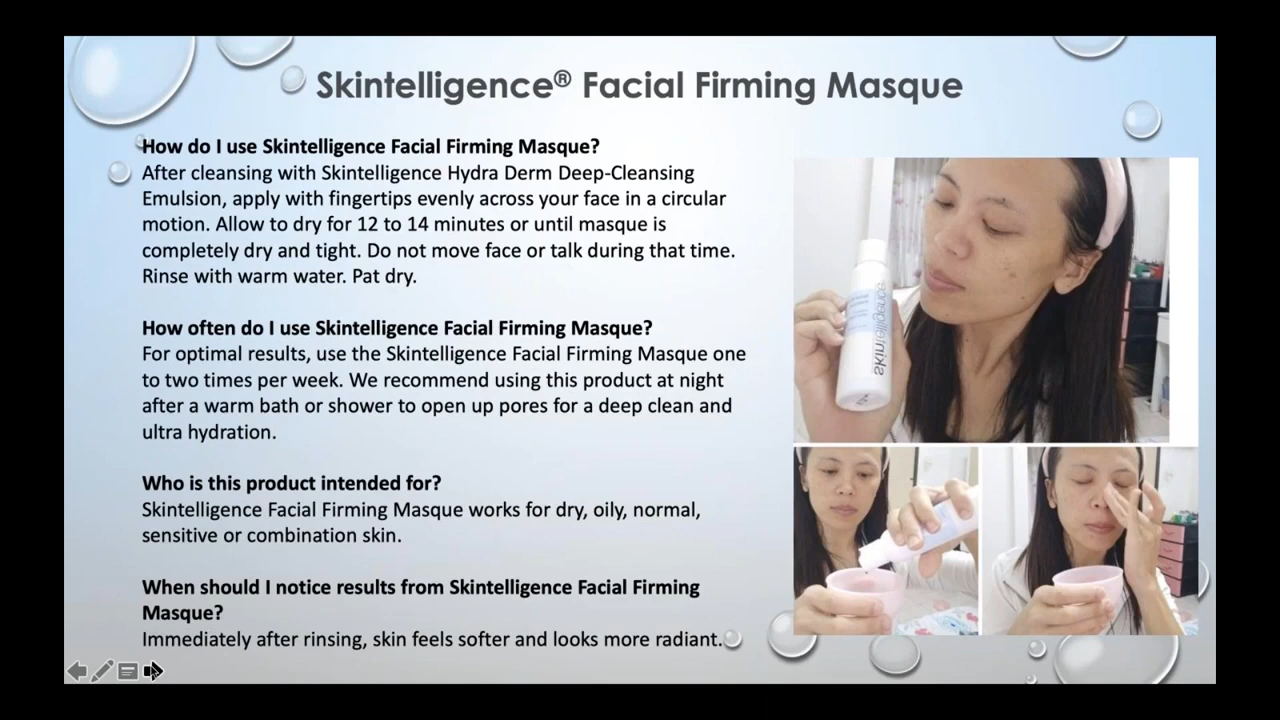 Skintelligence® Facial Firming Masque
How do I use Skintelligence Facial Firming Masque?
After cleansing with Skintelligence Hydra Derm Deep-Cleansing
Emulsion, apply with fingertips evenly across your face in a circular
motion. Allow to dry for 12 to 14 minutes or until masque is
completely dry and tight. Do not move face or talk during that time.
Rinse with warm water. Pat dry.
How often do I use Skintelligence Facial Firming Masque?
For optimal results, use the Skintelligence Facial Firming Masque one
to two times per week. We recommend using this product at night
after a warm bath or shower to open up pores for a deep clean and
ultra hydration.
Who is this product intended for?
Skintelligence Facial Firming Masque works for dry, oily, normal,
sensitive or combination skin.
When should I notice results from Skintelligence Facial Firming
Masque?
Immediately after rinsing, skin feels softer and looks more radiant.
skintelligence